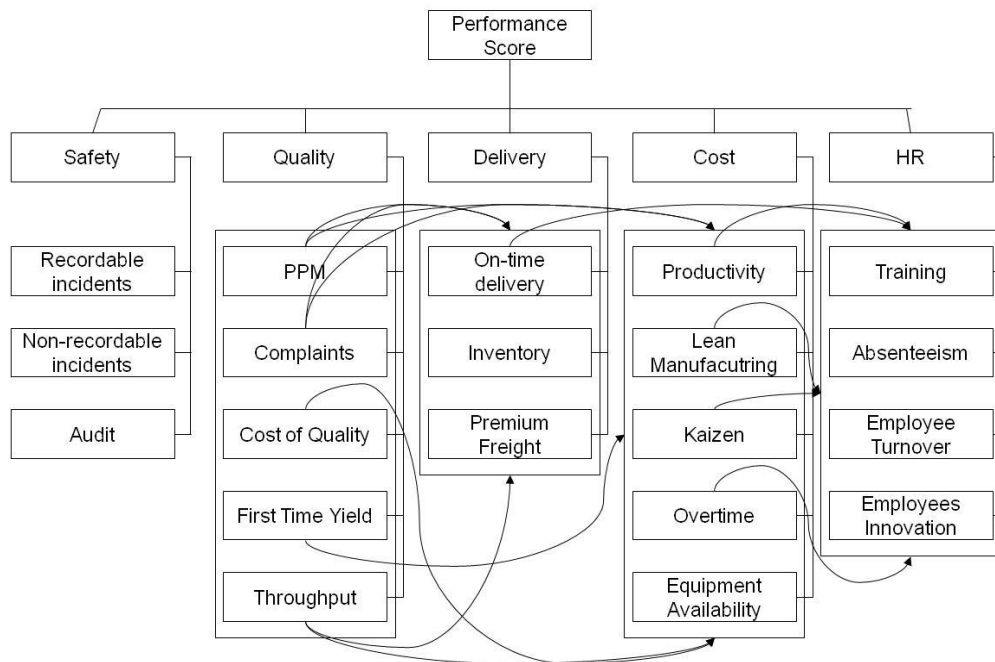 Performance
Score
Safety
Quality
Delivery
Cost
HR
Recordable
incidents
PPM
On-time
delivery
Productivity
Training
Non-recordable
incidents
Complaints
Inventory
Lean
Manufacutring
Absenteeism
Audit
Cost of Quality
Premium
Freight
Kaizen
Employee
Turnover
First Time Yield
Overtime
Employees
Innovation
Throughput
Equipment
Availability